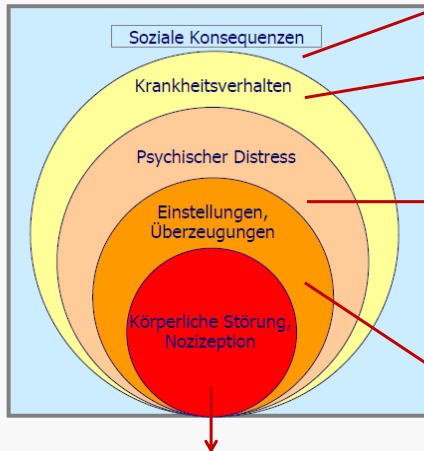 Soziale Konsequenzen
Krankheitsverhalten
Psychischer Distress
Einstellungen,
Überzeugungen
Körperliche Störung,
Nozizeption